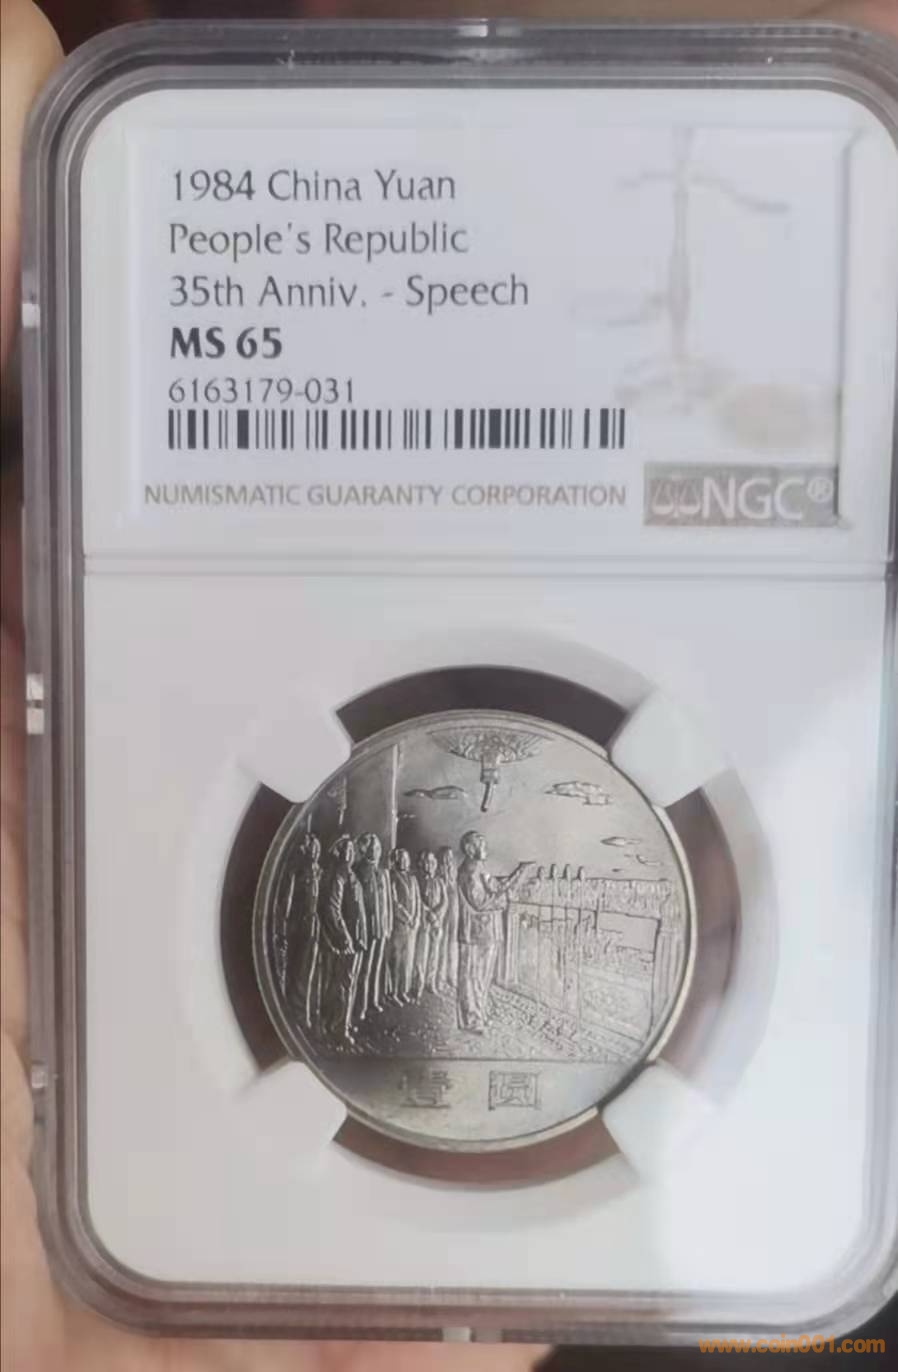 1984 China Yuan
People's Republic
35th Anniv. - Speech
MS 65
6163179-031
NUMISMATIC GUARANTY CORPORATION NGC®
壹 圆
www.coin001.com